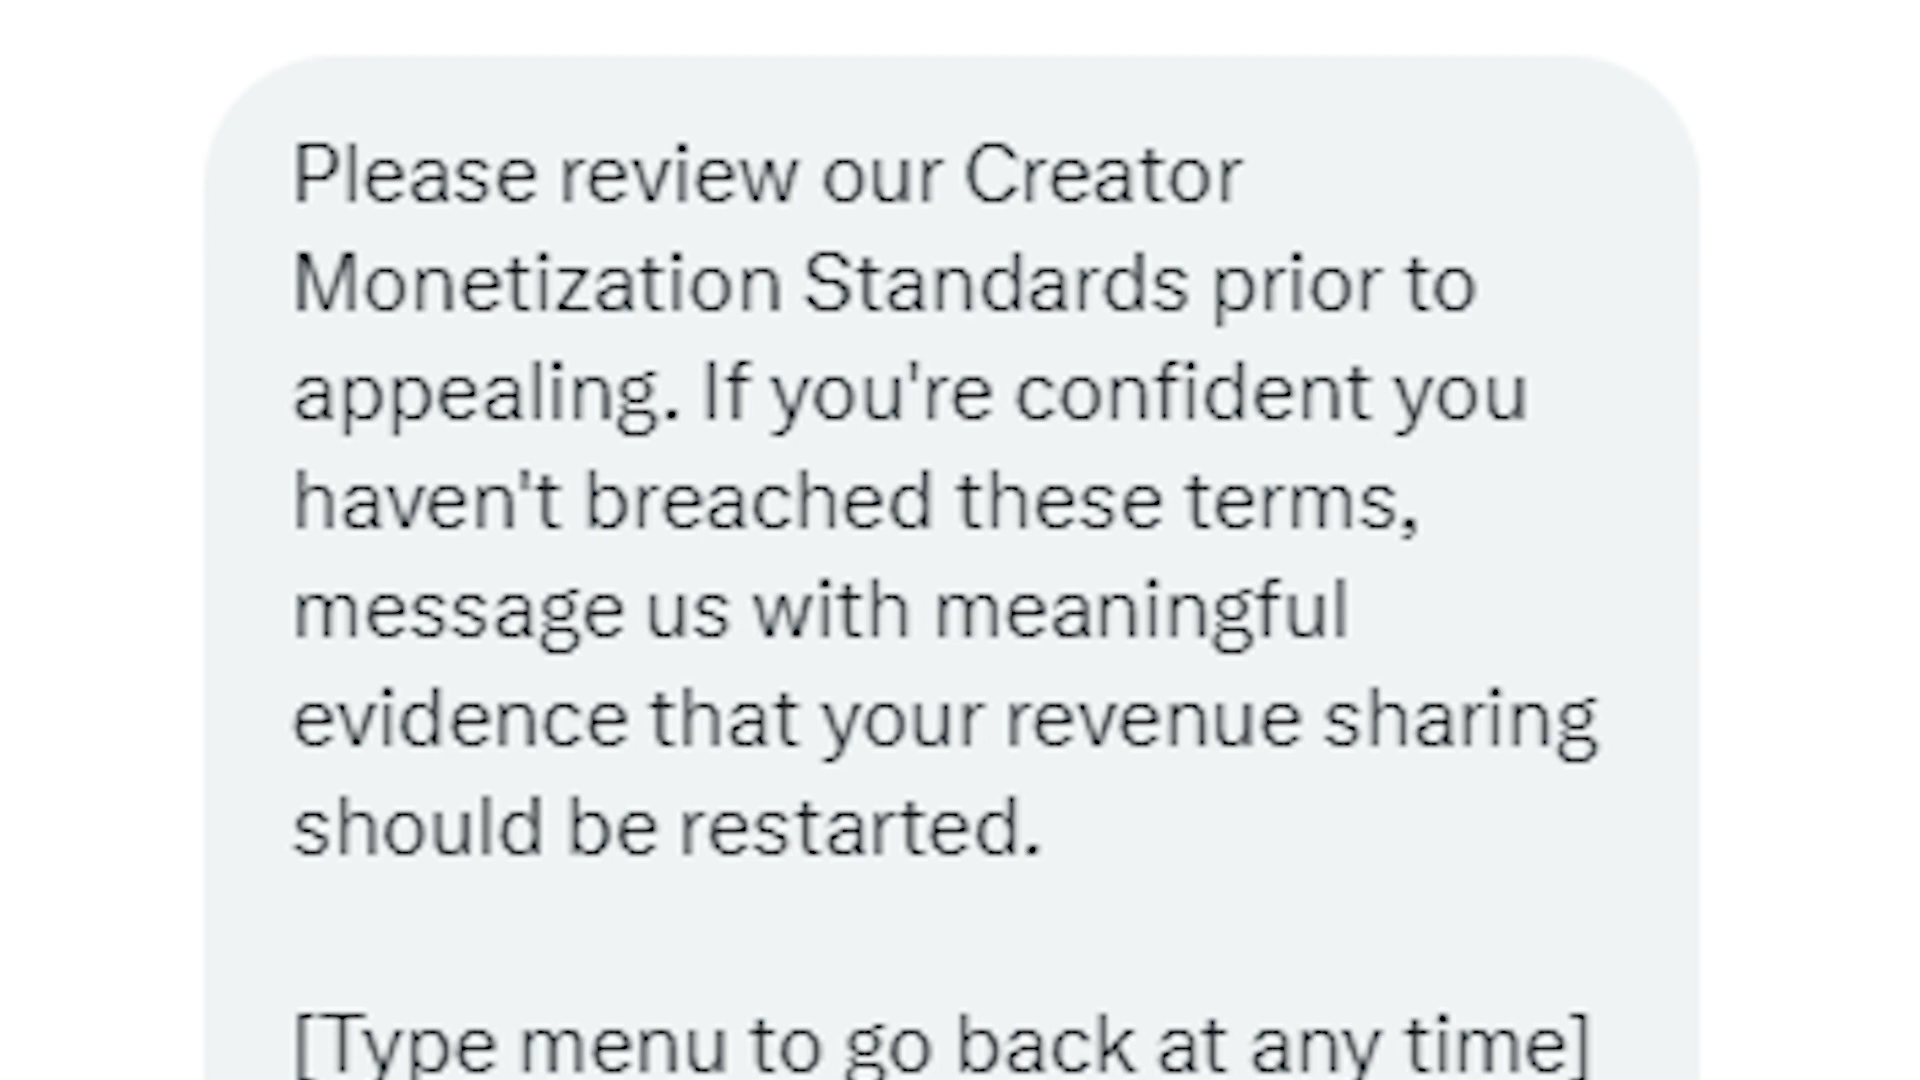 Please review our Creator
Monetization Standards prior to
appealing. If you're confident you
haven't breached these terms,
message us with meaningful
evidence that your revenue sharing
should be restarted.
[Type menu to go back at any time]